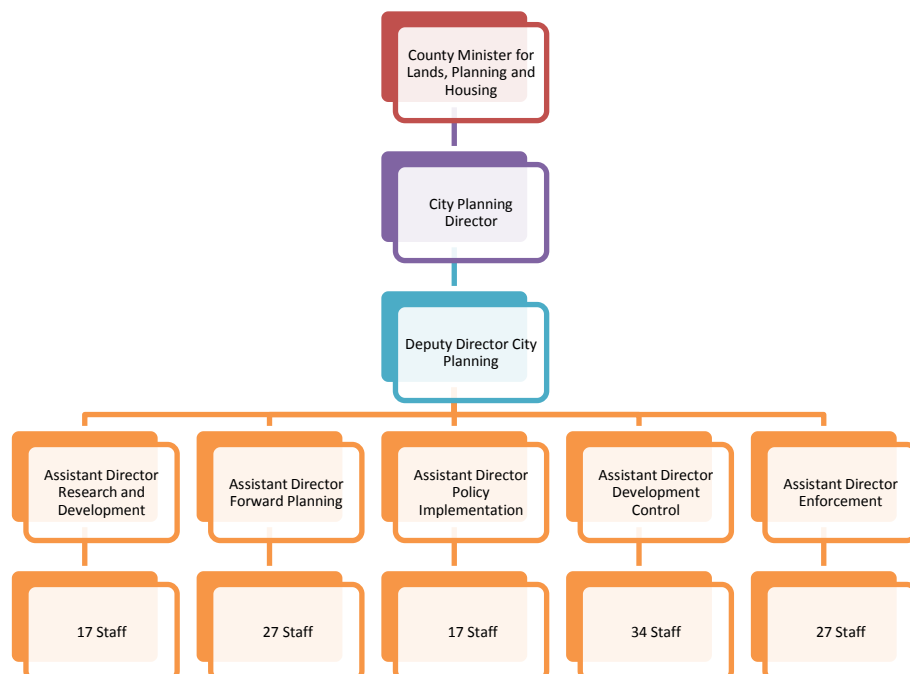 County Minister for
Lands, Planning and
Housing
City Planning
Director
Deputy Director City
Planning
Assistant Director
Research and
Development
Assistant Director
Forward Planning
Assistant Director
Policy
Implementation
Assistant Director
Development
Control
Assistant Director
Enforcement
17 Staff
27 Staff
17 Staff
34 Staff
27 Staff